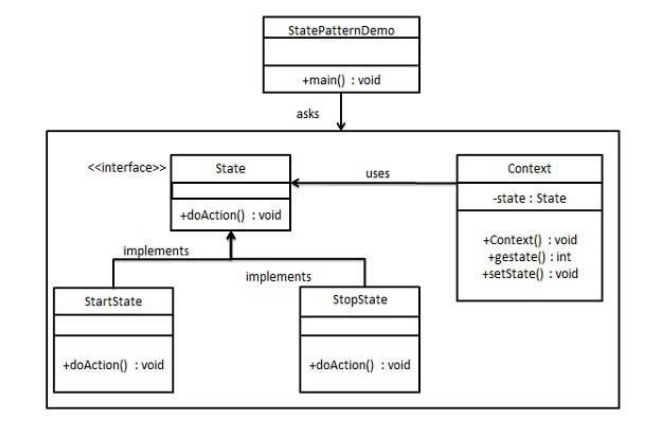 StatePatternDemo
+main() : void
asks
<<interface>>
State
+doAction() : void
uses
Context
-state : State
+Context() : void
+gestate() : int
+setState() : void
implements
implements
StartState
+doAction() : void
StopState
+doAction() : void